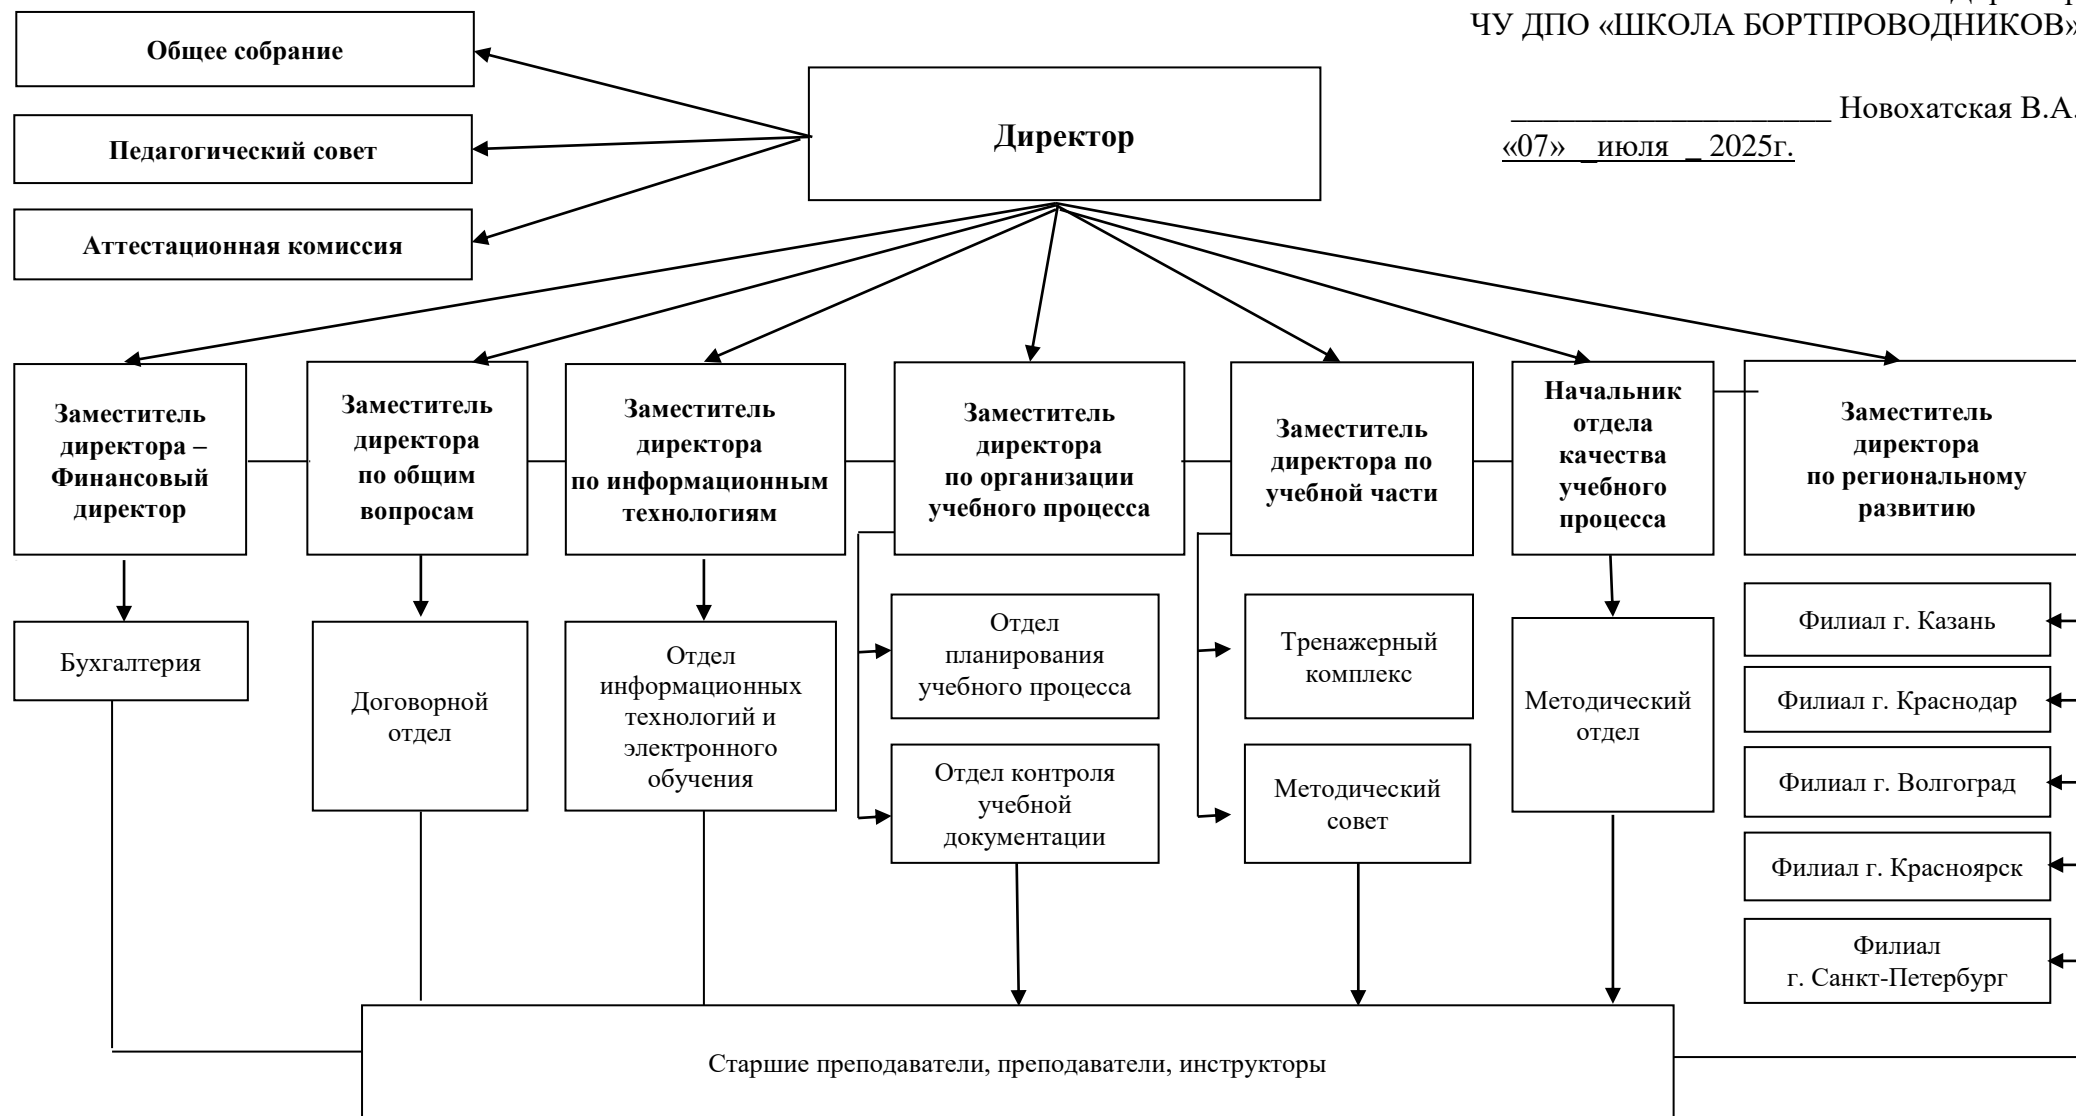 ЧУ ДПО «ШКОЛА БОРТПРОВОДНИКОВ»
____________________ Новохатская В.А.
«07» _июля _ 2025г.
Общее собрание
Педагогический совет
Аттестационная комиссия
Директор
Заместитель
директора –
Финансовый
директор
Заместитель
директора
по общим
вопросам
Заместитель
директора
по информационным
технологиям
Заместитель
директора
по организации
учебного процесса
Заместитель
директора по
учебной части
Начальник
отдела
качества
учебного
процесса
Заместитель
директора
по региональному
развитию
Бухгалтерия
Договорной
отдел
Отдел
информационных
технологий и
электронного
обучения
Отдел
планирования
учебного процесса
Отдел контроля
учебной
документации
Тренажерный
комплекс
Методический
совет
Методический
отдел
Филиал г. Казань
Филиал г. Краснодар
Филиал г. Волгоград
Филиал г. Красноярск
Филиал
г. Санкт-Петербург
Старшие преподаватели, преподаватели, инструкторы